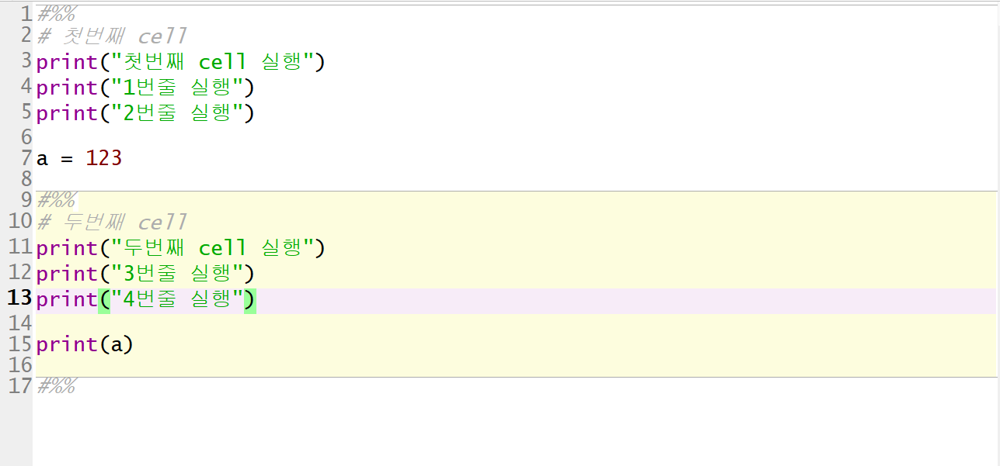 1 #%%
2 # 첫번째 cell
3 print("첫번째 cell 실행")
4 print("1번줄 실행")
5 print("2번줄 실행")
6
7 a = 123
8
9 #%%
10 # 두번째 cell
11 print("두번째 cell 실행")
12 print("3번줄 실행")
13 print("4번줄 실행")
14
15 print(a)
16
17 #%%